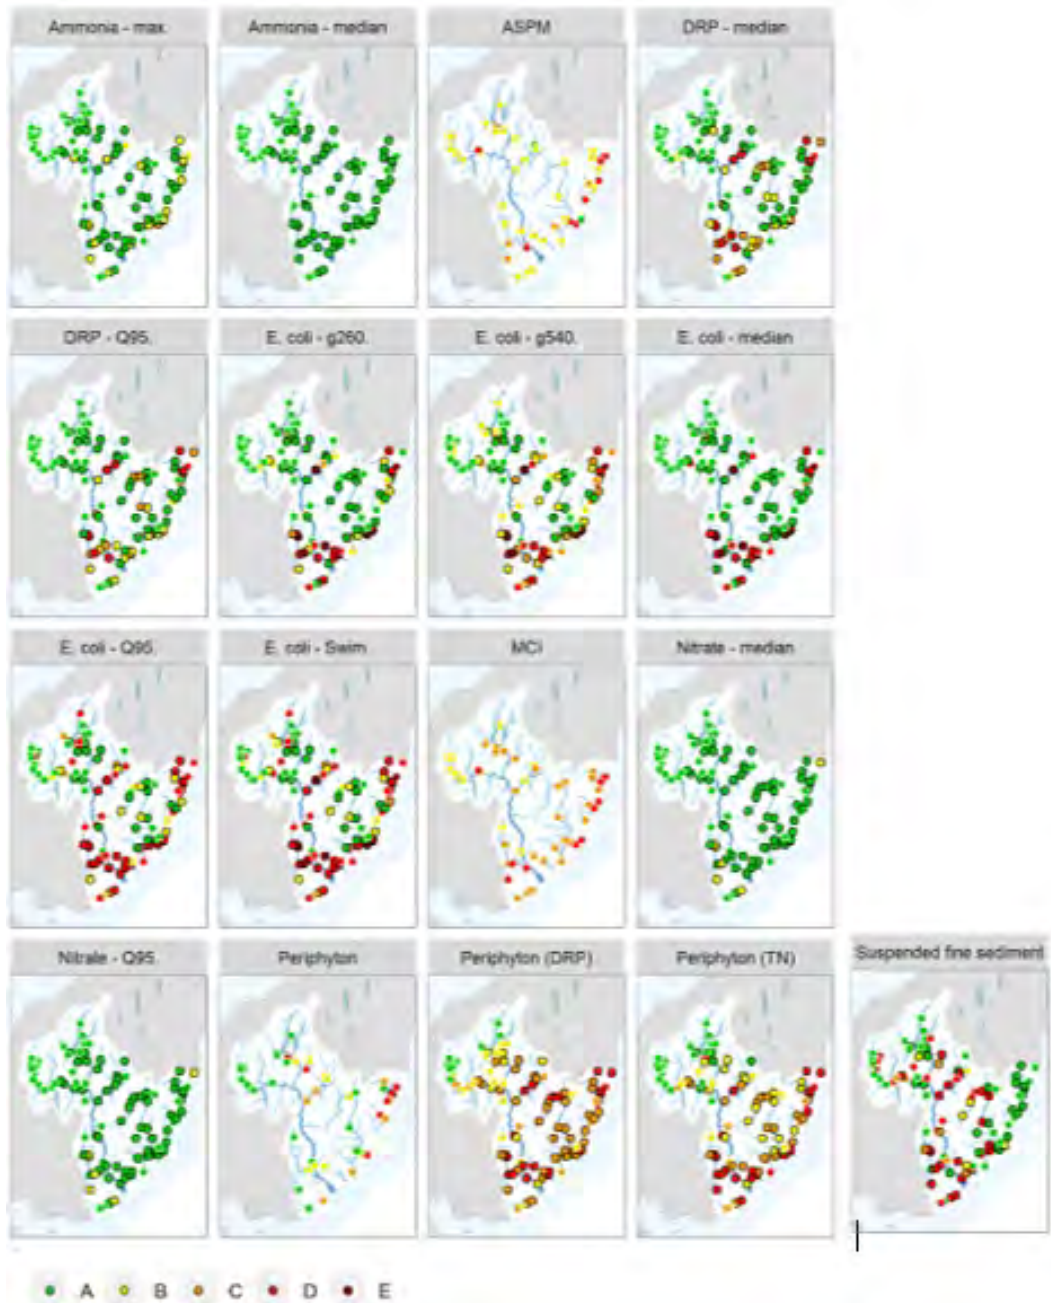 Ammonia - max.
Ammonia - median
ASPM
DRP - median
DRP - Q95.
E. coli - g260.
E. coli - g540.
E. coli - median
E. coli - Q95.
E. coli - Swim
MCI
Nitrate - median
Nitrate - Q95.
Periphyton
Periphyton (DRP)
Periphyton (TN)
Suspended fine sediment
A B C D E